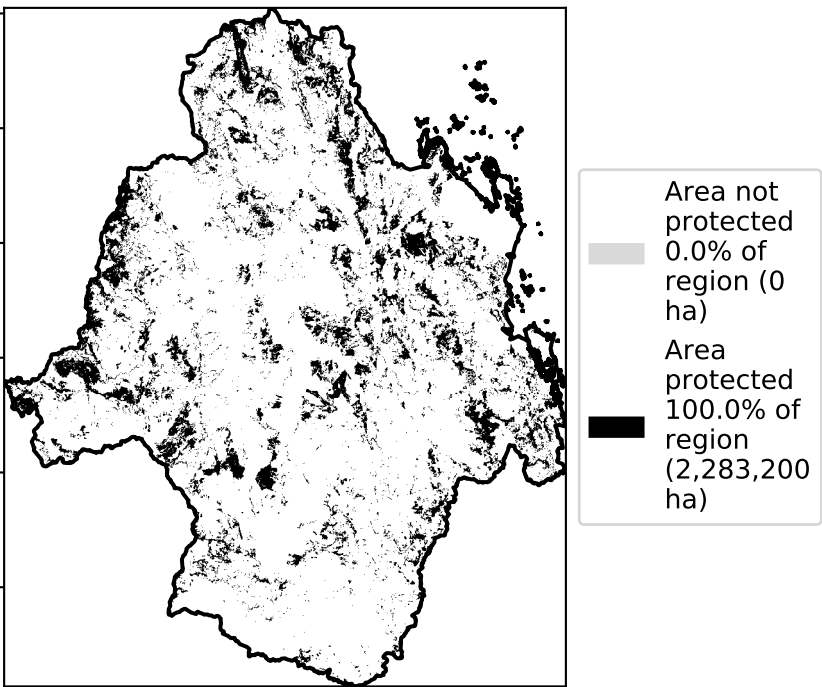 Area not
protected
0.0% of
region (0
ha)
Area
protected
100.0% of
region
(2,283,200
ha)